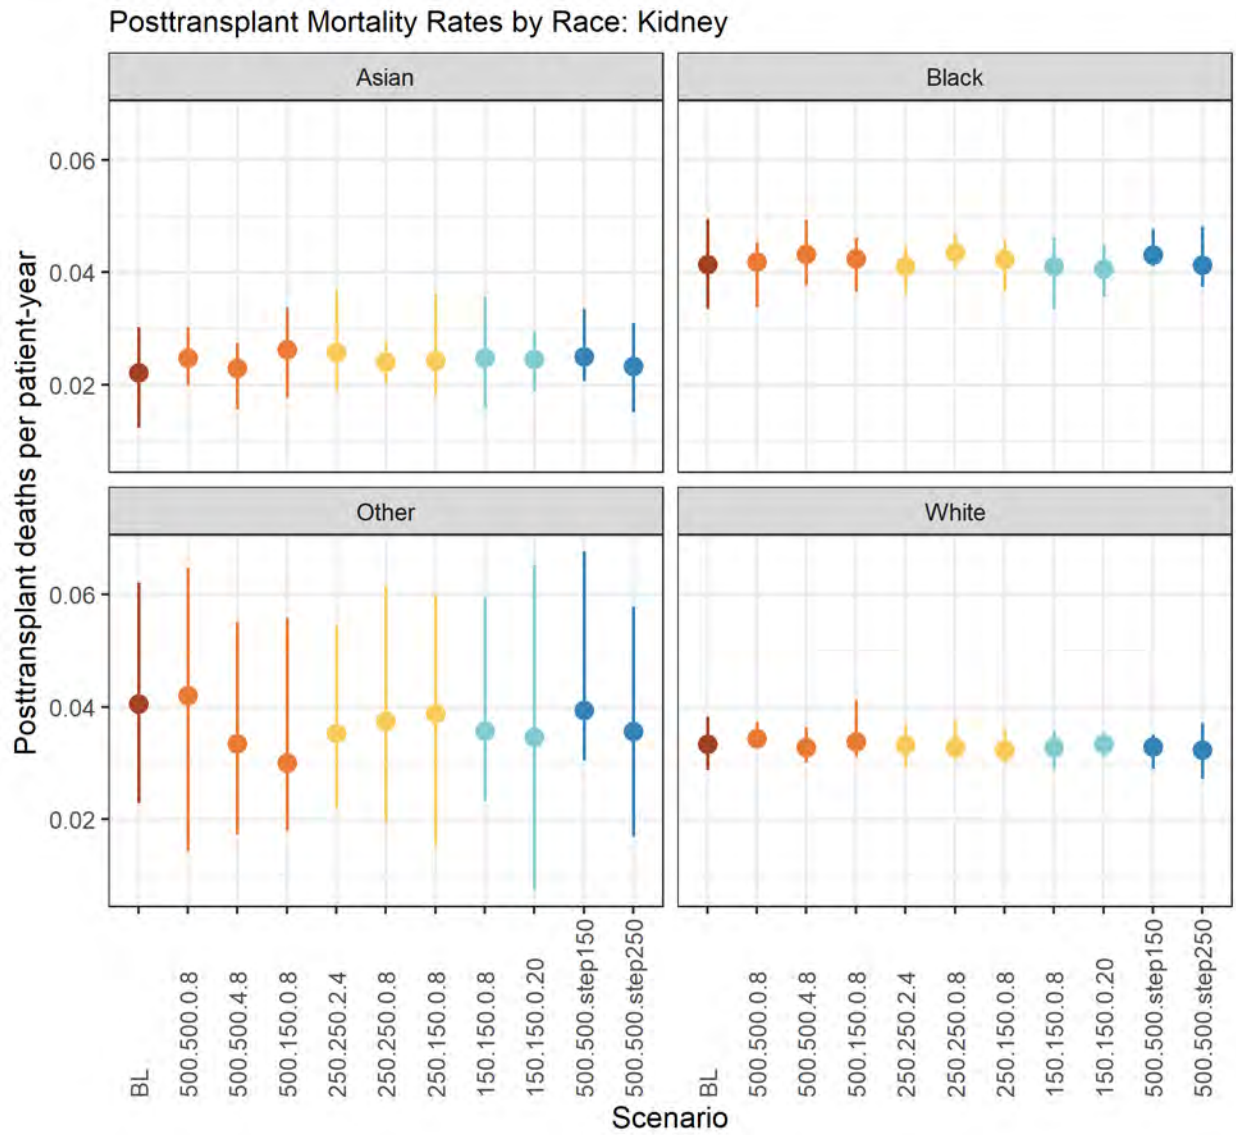 Posttransplant Mortality Rates by Race: Kidney
Asian
Black
0.06
0.04
0.02
Other
White
0.06
0.04
0.02
Posttransplant deaths per patient-year
BL
500.500.0.8
500.500.4.8
500.150.0.8
250.250.2.4
250.250.0.8
250.150.0.8
150.150.0.8
150.150.0.20
500.500.step150
500.500.step250
BL
500.500.0.8
500.500.4.8
500.150.0.8
250.250.2.4
250.250.0.8
250.150.0.8
150.150.0.8
150.150.0.20
500.500.step150
500.500.step250
Scenario